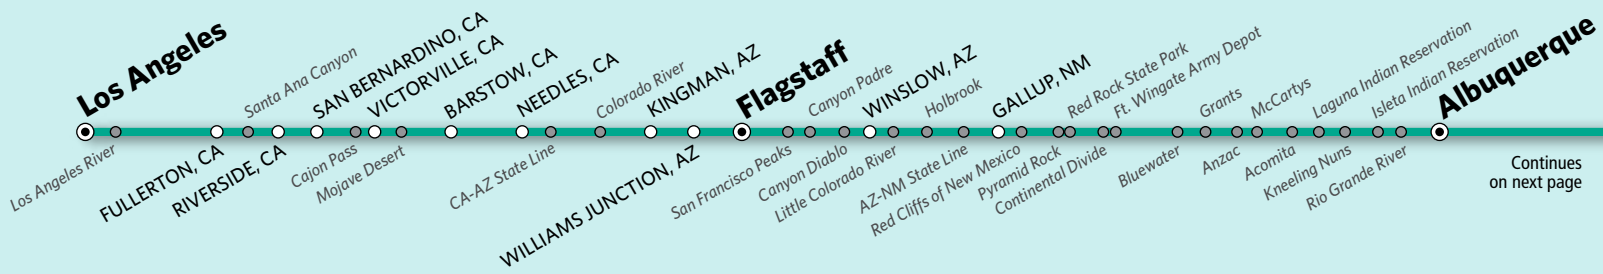 Los Angeles
Los Angeles River
FULLERTON, CA
Santa Ana Canyon
RIVERSIDE, CA
SAN BERNARDINO, CA
Cajon Pass
VICTORVILLE, CA
Mojave Desert
BARSTOW, CA
NEEDLES, CA
CA-AZ State Line
Colorado River
KINGMAN, AZ
WILLIAMS JUNCTION, AZ
Flagstaff
San Francisco Peaks
Canyon Padre
Canyon Diablo
WINSLOW, AZ
Little Colorado River
Holbrook
AZ-NM State Line
GALLUP, NM
Red Cliffs of New Mexico
Pyramid Rock
Red Rock State Park
Continental Divide
Ft. Wingate Army Depot
Bluewater
Grants
Anzac
McCartys
Acomita
Laguna Indian Reservation
Kneeling Nuns
Isleta Indian Reservation
Rio Grande River
Albuquerque
Continues
on next page